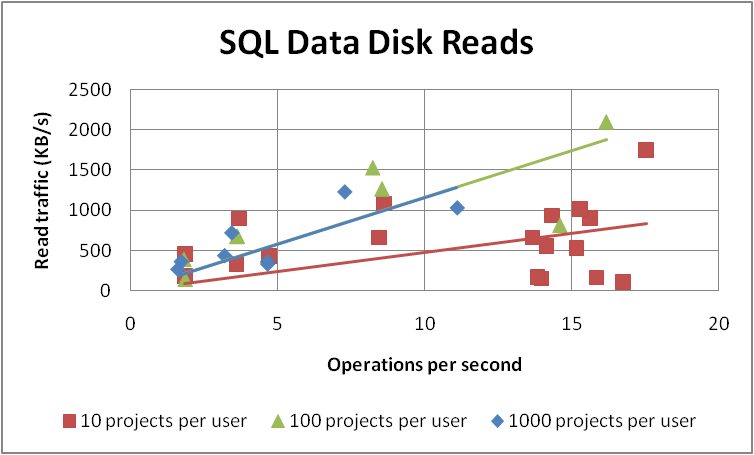 SQL Data Disk Reads
Read traffic (KB/s)
2500
2000
1500
1000
500
0
0 5 10 15 20
Operations per second
10 projects per user 100 projects per user 1000 projects per user